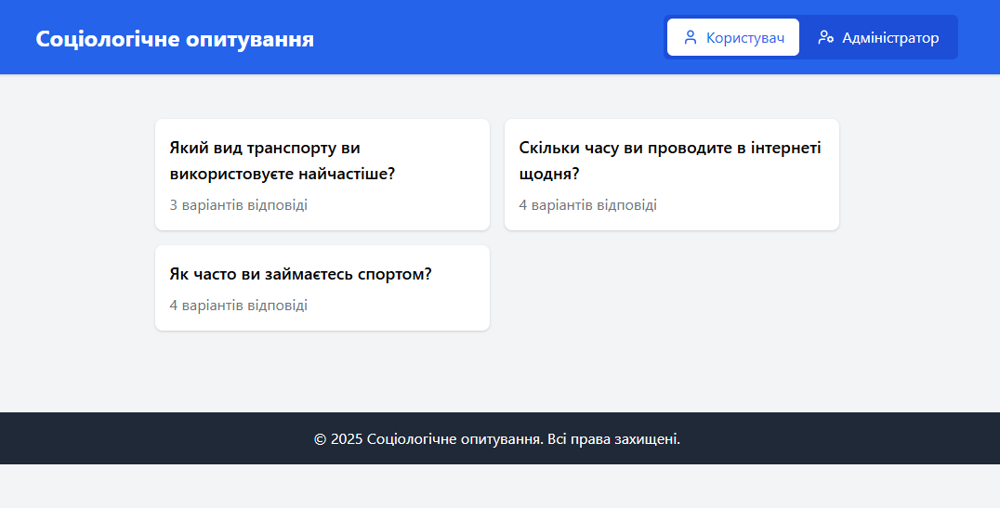 Соціологічне опитування
Користувач
Адміністратор
Який вид транспорту ви
використовуєте найчастіше?
3 варіантів відповіді
Скільки часу ви проводите в інтернеті
щодня?
4 варіантів відповіді
Як часто ви займаєтесь спортом?
4 варіантів відповіді
© 2025 Соціологічне опитування. Всі права захищені.